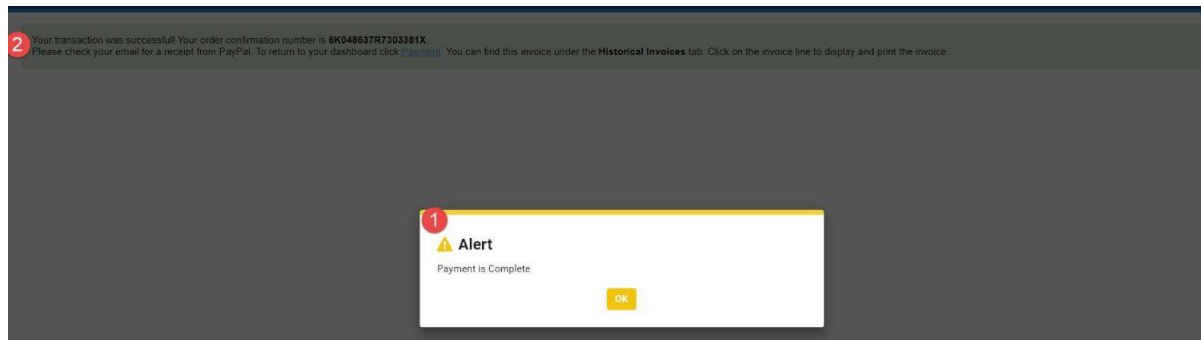 2
Your transaction was successful! Your order confirmation number is 6K048637R7303381X.
Please check your email for a receipt from PayPal. To return to your dashboard click Payment. You can find this invoice under the Historical Invoices tab. Click on the invoice line to display and print the invoice.
1
Alert
Payment is Complete
OK